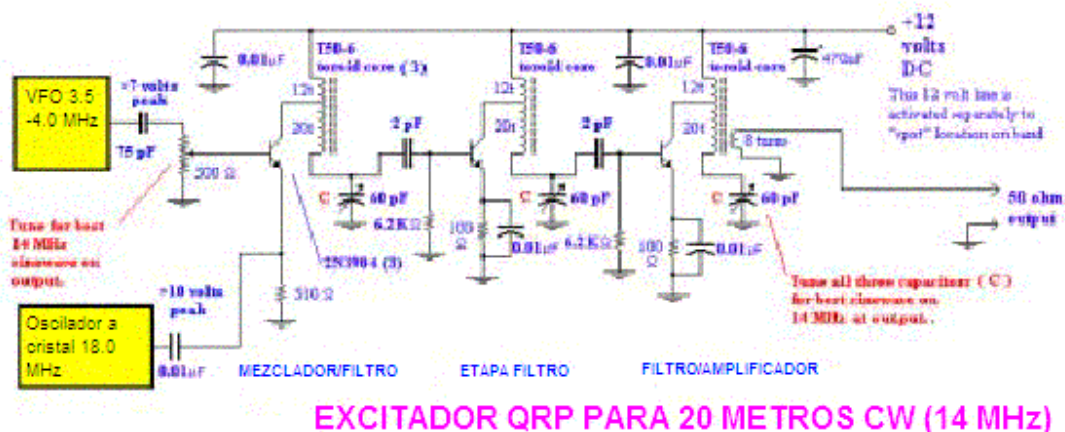 +12
volts
DC
This 12 volt line is
activated separately to
"spot" location on band
470uF
0.01uF
T50-6
toroid core (3)
12t
20t
T50-6
toroid core
12t
20t
0.01uF
T50-6
toroid core
12t
20t
8 turns
VFO 3.5
-4.0 MHz
+7 volts
peak
75 pF
500 Ω
2 pF
2 pF
C
60 pF
C
60 pF
C
60 pF
50 ohm
output
Tune for best
14 MHz
sinewave on
output.
6.2KΩ
100
Ω
0.01uF
6.2KΩ
100
Ω
0.01uF
2N3904 (3)
510 Ω
Tune all three capacitors ( C )
for best sinewave on
14 MHz at output.
+10 volts
peak
Oscilador a
cristal 18.0
MHz
0.01uF
MEZCLADOR/FILTRO
ETAPA FILTRO
FILTRO/AMPLIFICADOR
EXCITADOR QRP PARA 20 METROS CW (14 MHz)